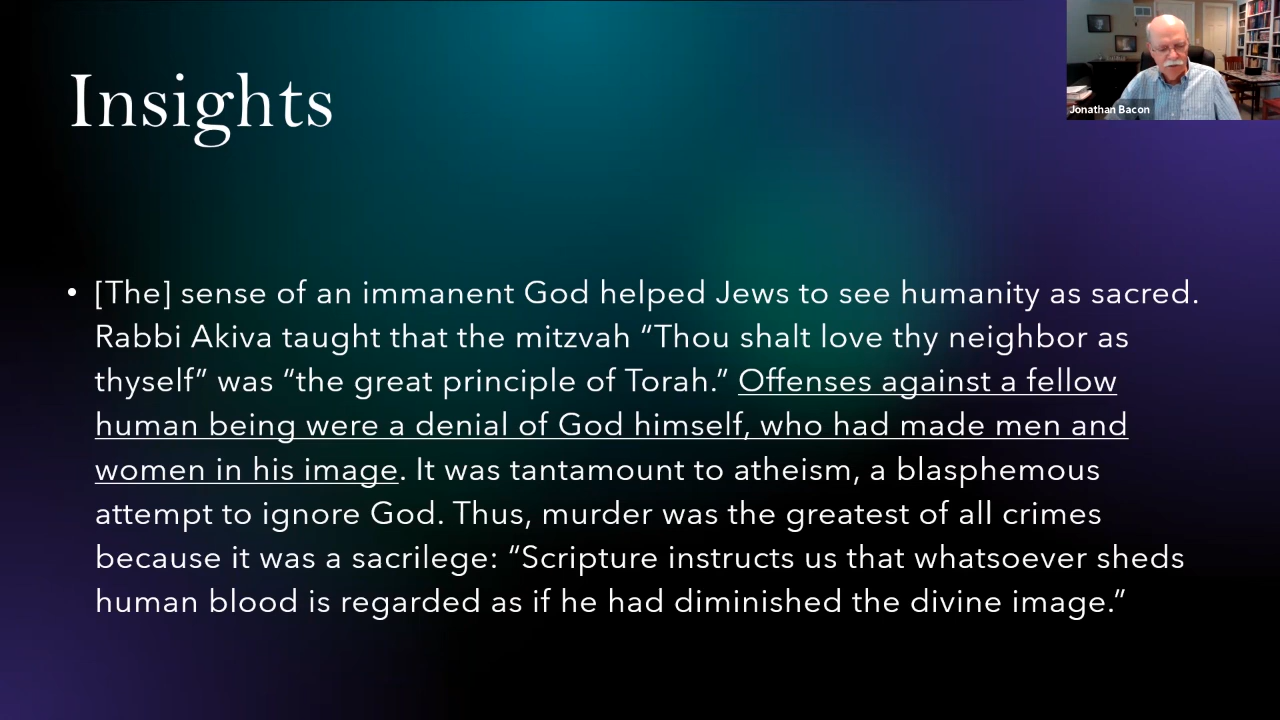 Insights
Jonathan Bacon
• [The] sense of an immanent God helped Jews to see humanity as sacred.
Rabbi Akiva taught that the mitzvah “Thou shalt love thy neighbor as
thyself” was “the great principle of Torah.” Offenses against a fellow
human being were a denial of God himself, who had made men and
women in his image. It was tantamount to atheism, a blasphemous
attempt to ignore God. Thus, murder was the greatest of all crimes
because it was a sacrilege: “Scripture instructs us that whatsoever sheds
human blood is regarded as if he had diminished the divine image.”